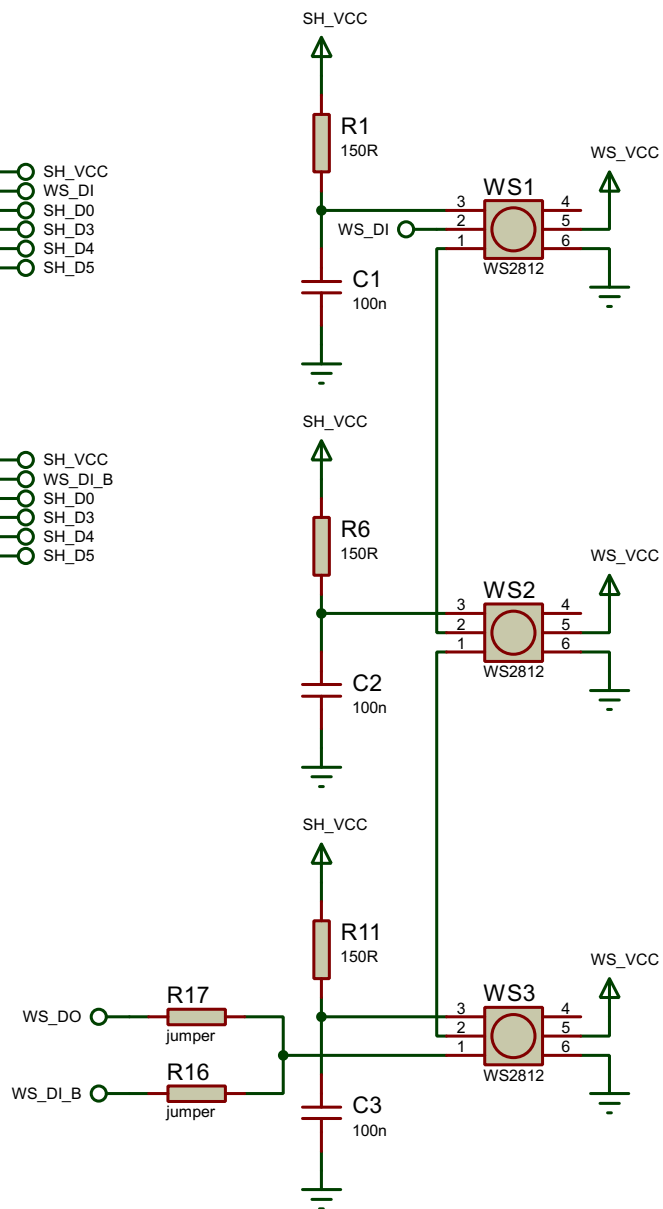 SH_VCC
R1
150R
SH_VCC
WS_DI
SH_D0
SH_D3
SH_D4
SH_D5
WS_DI
C1
100n
WS1
3
2
1
4
5
6
WS2812
WS_VCC
SH_VCC
R6
150R
SH_VCC
WS_DI_B
SH_D0
SH_D3
SH_D4
SH_D5
C2
100n
WS2
3
2
1
4
5
6
WS2812
WS_VCC
SH_VCC
R11
150R
WS_DO
R17
jumper
WS_DI_B
R16
jumper
C3
100n
WS3
3
2
1
4
5
6
WS2812
WS_VCC